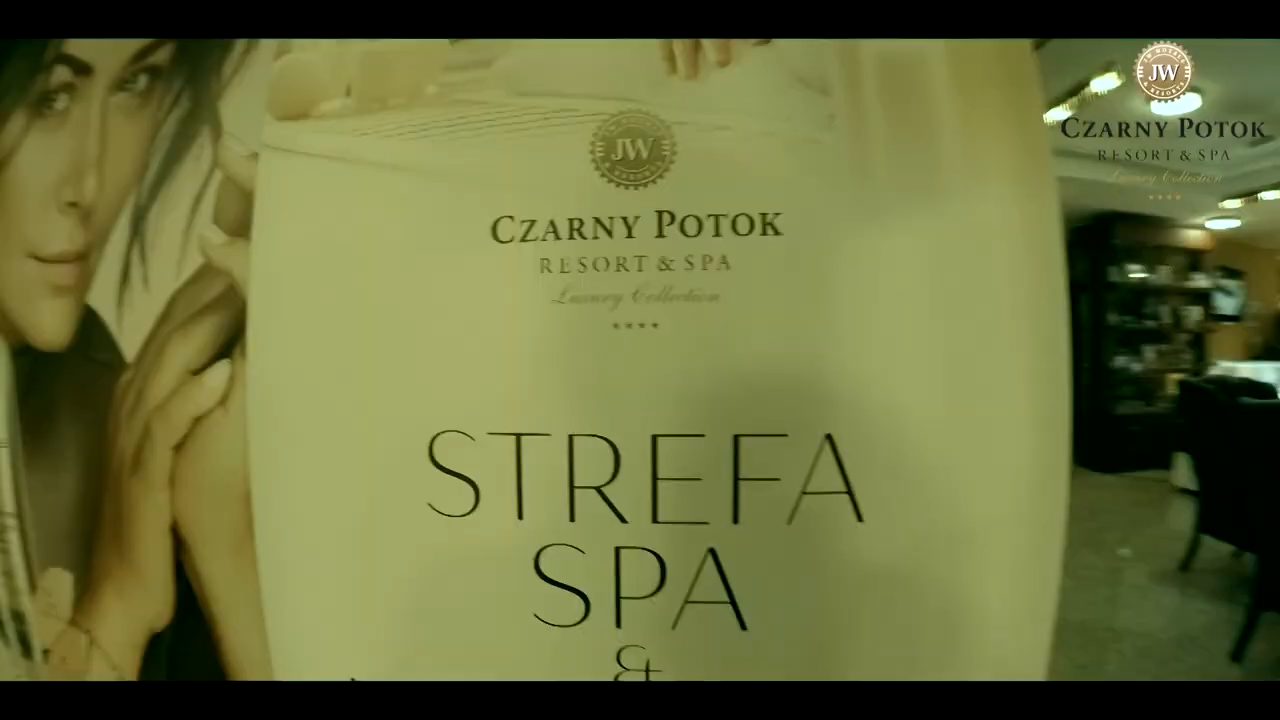 JW
CZARNY POTOK
RESORT & SPA
Luxury Collection
STREFA
SPA
&
JW
CZARNY POTOK
RESORT & SPA
Luxury Collection